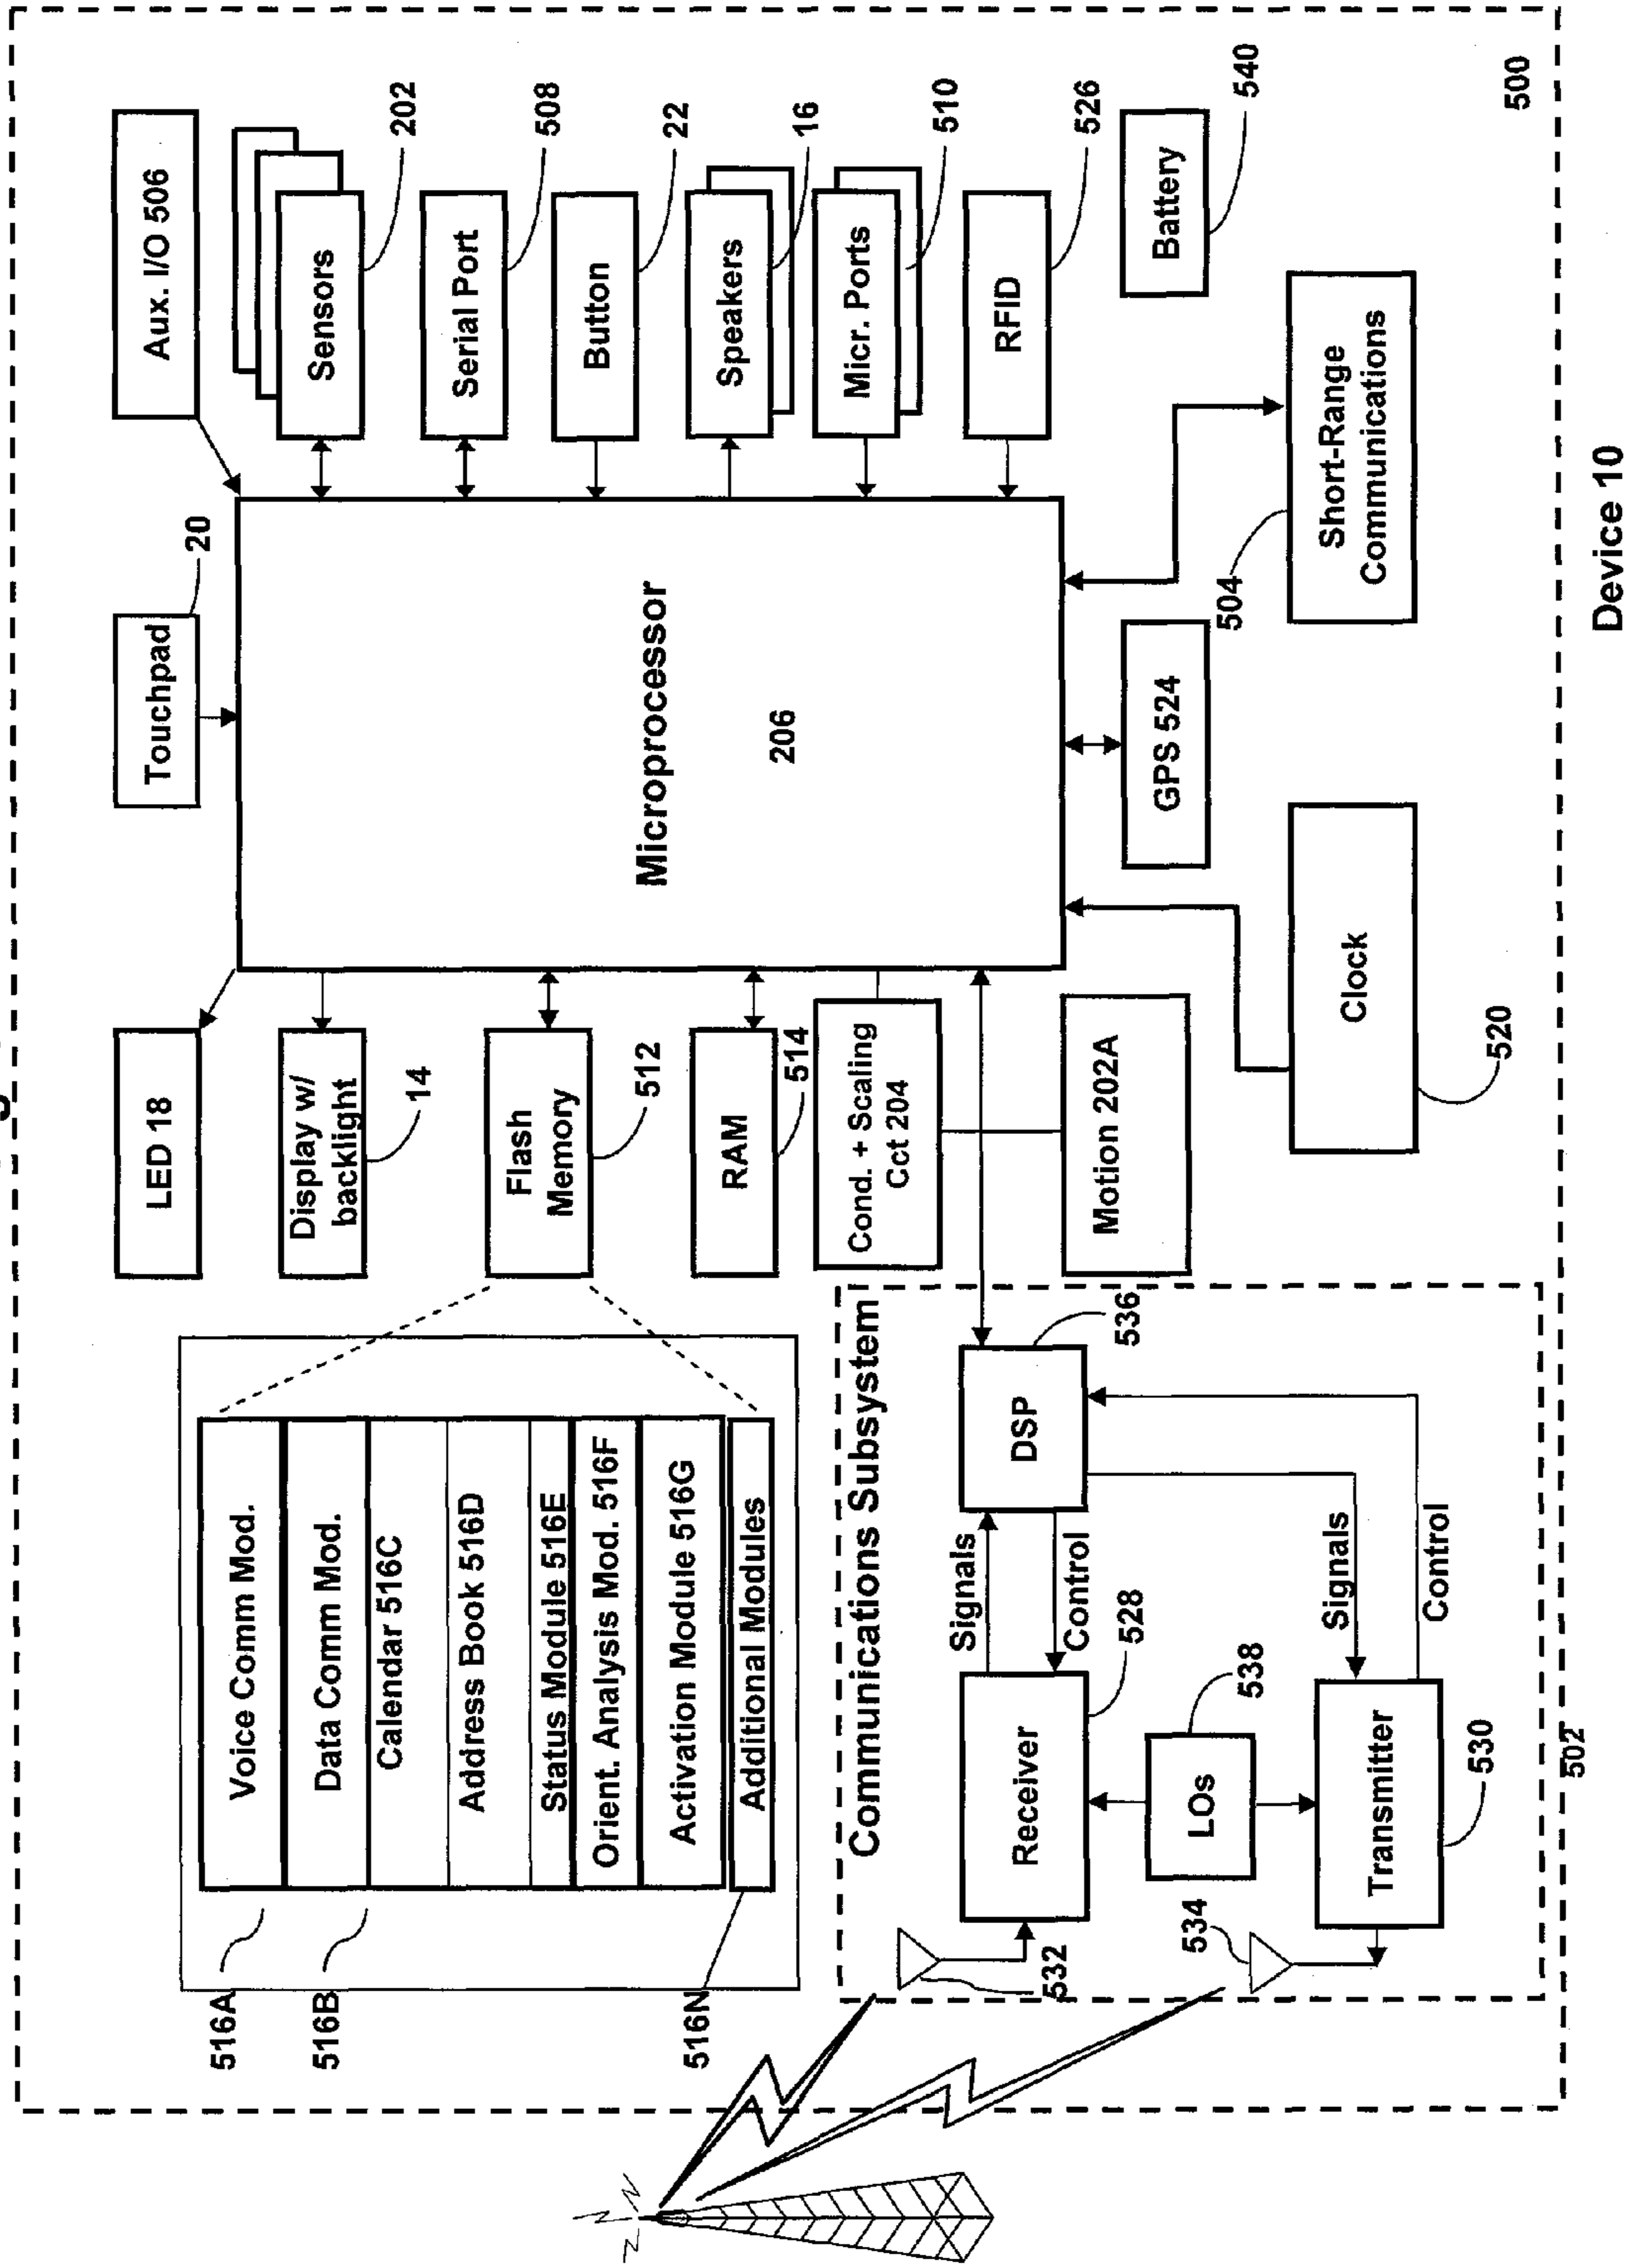 Aux. I/O 506
Touchpad
20
LED 18
Sensors
202
Display w/
backlight
14
Serial Port
508
Button
22
Flash
Memory
512
Speakers
16
RAM
514
Micr. Ports
510
Cond. + Scaling
Cct 204
RFID
526
Motion 202A
Battery
540
Microprocessor
206
GPS 524
504
Short-Range
Communications
Clock
520
500
Voice Comm Mod.
Data Comm Mod.
Calendar 516C
Address Book 516D
Status Module 516E
Orient. Analysis Mod. 516F
Activation Module 516G
Additional Modules
516A
516B
516N
Communications Subsystem
DSP
536
Signals
Control
Receiver
528
532
LOs
538
Signals
Control
Transmitter
530
534
502
Device 10